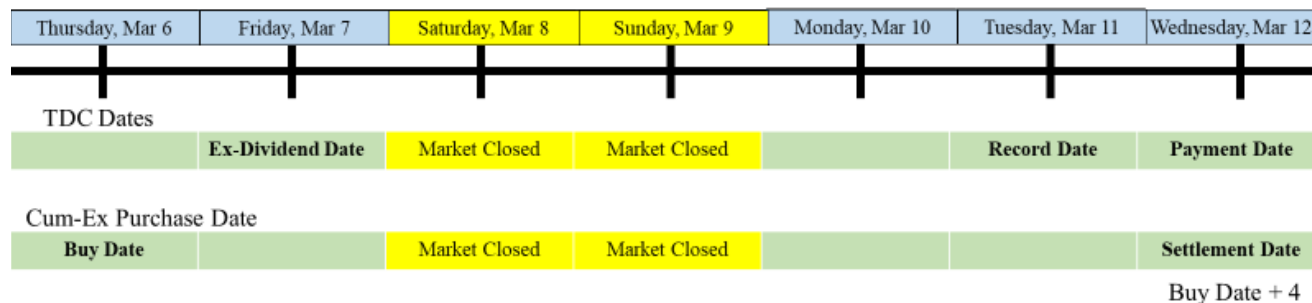 Thursday, Mar 6 Friday, Mar 7 Saturday, Mar 8 Sunday, Mar 9 Monday, Mar 10 Tuesday, Mar 11 Wednesday, Mar 12
TDC Dates
Ex-Dividend Date Market Closed Market Closed Record Date Payment Date
Cum-Ex Purchase Date
Buy Date Market Closed Market Closed Settlement Date
Buy Date + 4